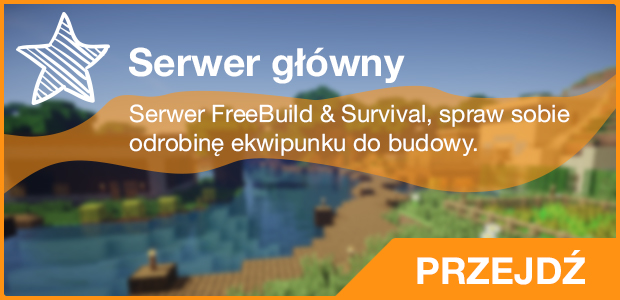 Serwer główny
Serwer FreeBuild & Survival, spraw sobie
odrobinę ekwipunku do budowy.
PRZEJDŹ